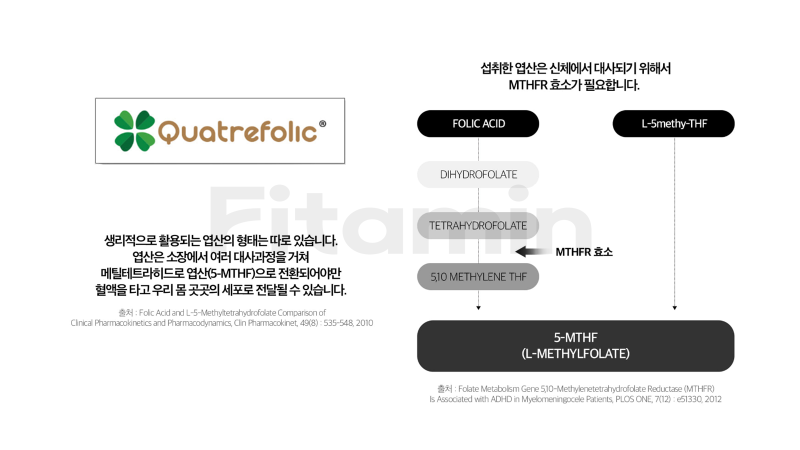 Quatrefolic®
생리적으로 활용되는 엽산의 형태는 따로 있습니다.
엽산은 소장에서 여러 대사과정을 거쳐
메틸테트라히드로 엽산(5-MTHF)으로 전환되어야만
혈액을 타고 우리 몸 곳곳의 세포로 전달될 수 있습니다.
출처 : Folic Acid and L-5-Methyltetrahydrofolate Comparison of
Clinical Pharmacokinetics and Pharmacodynamics, Clin Pharmacokinet, 49(8) : 535-548, 2010
Fitamin
섭취한 엽산은 신체에서 대사되기 위해서
MTHFR 효소가 필요합니다.
FOLIC ACID
L-5methy-THF
DIHYDROFOLATE
TETRAHYDROFOLATE
MTHFR 효소
5,10 METHYLENE THF
5-MTHF
(L-METHYLFOLATE)
출처 : Folate Metabolism Gene 5,10-Methylenetetrahydrofolate Reductase (MTHFR)
Is Associated with ADHD in Myelomeningocele Patients, PLOS ONE, 7(12) : e51330, 2012